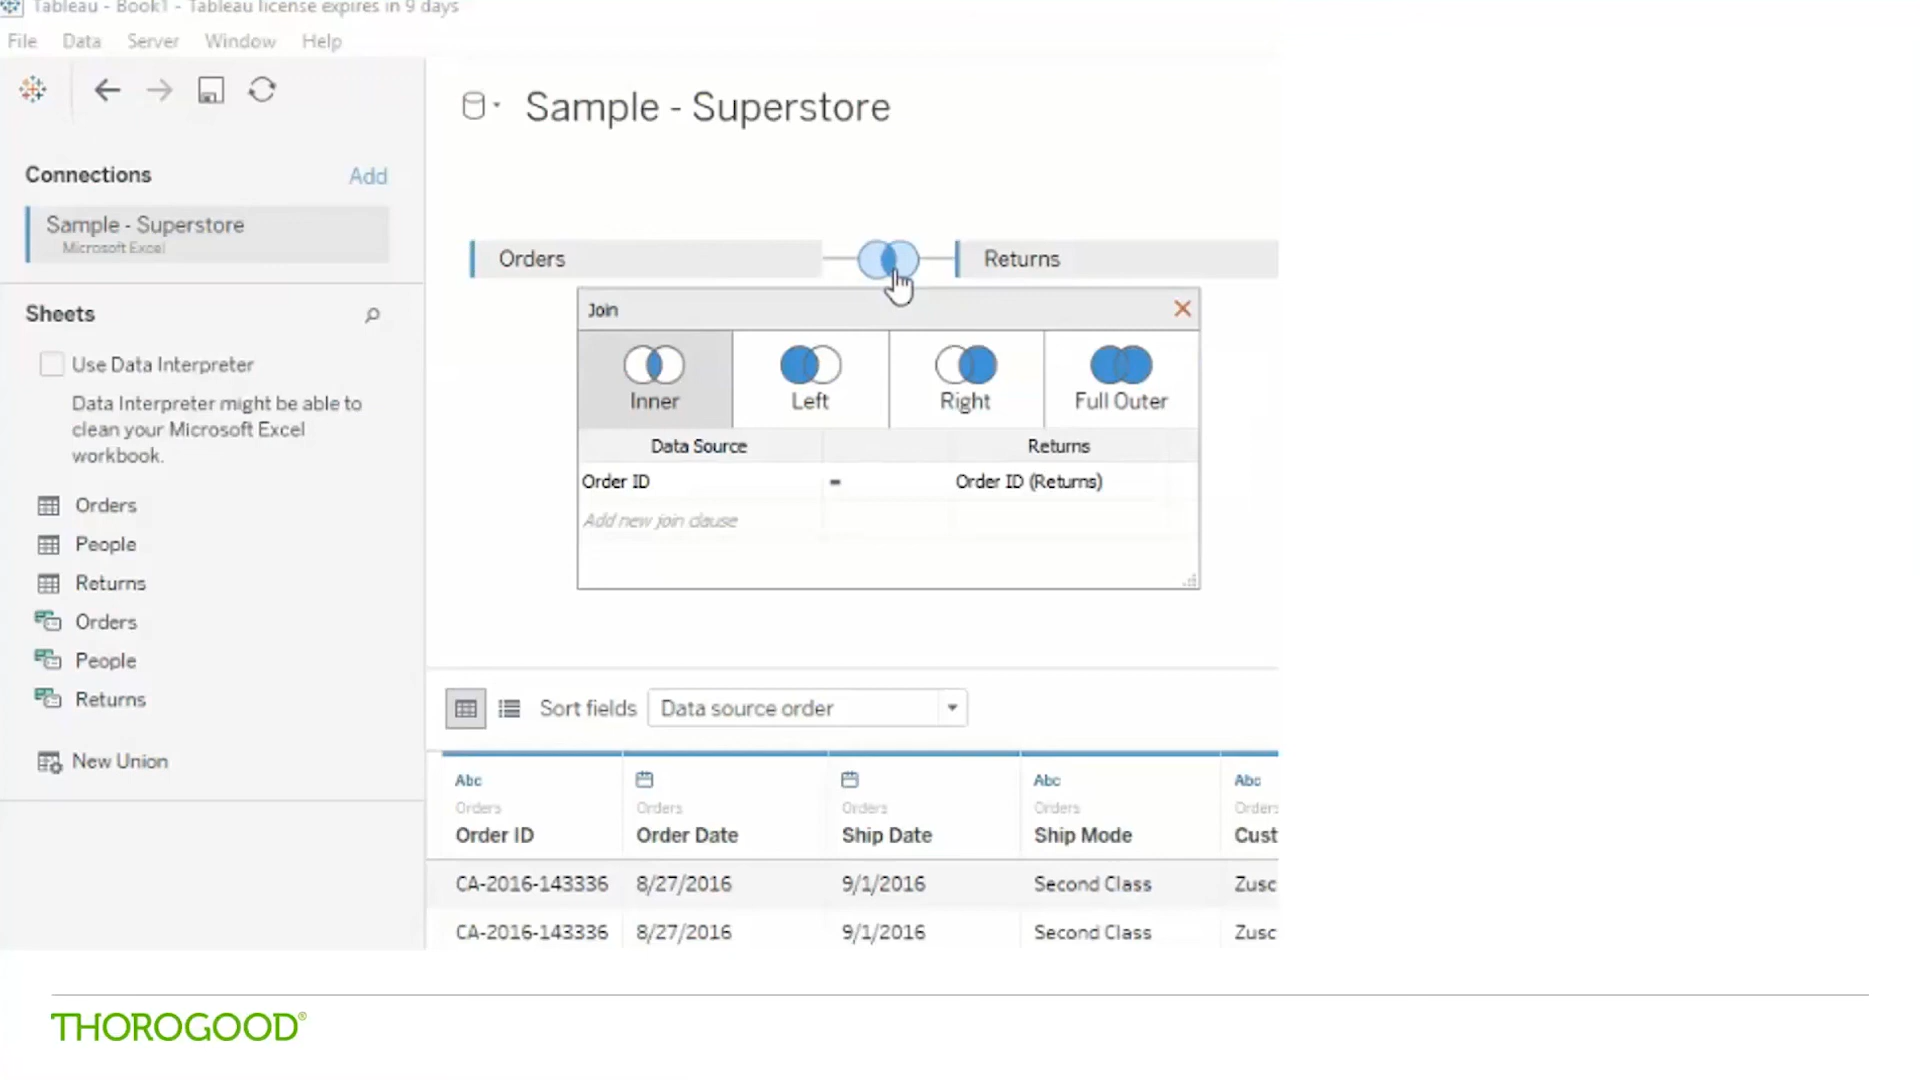 Tableau - Book1 - Tableau license expires in 9 days
File Data Server Window Help
Sample - Superstore
Connections Add
Sample - Superstore
Microsoft Excel
Orders Returns
Join
Sheets
Inner Left Right Full Outer
Use Data Interpreter
Data Interpreter might be able to
clean your Microsoft Excel
workbook.
Data Source Returns
Order ID = Order ID (Returns)
Add new join clause
Orders
People
Returns
Orders
People
Returns
New Union
Sort fields Data source order
Abc Abc Abc
Orders Orders Orders Orders Orders
Order ID Order Date Ship Date Ship Mode Cust
CA-2016-143336 8/27/2016 9/1/2016 Second Class Zusc
CA-2016-143336 8/27/2016 9/1/2016 Second Class Zusc
THOROGOOD®